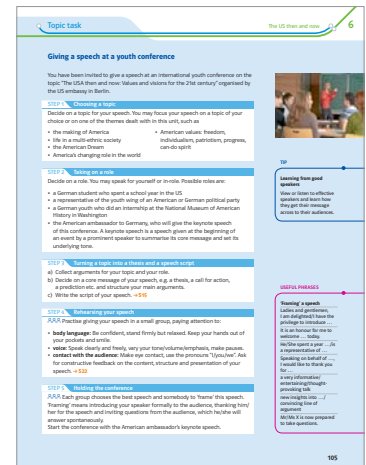 Topic task
The US then and now
6
Giving a speech at a youth conference
You have been invited to give a speech at an international youth conference on the
topic "The USA then and now: Values and visions for the 21st century" organised by
the US embassy in Berlin.
STEP 1 Choosing a topic
Decide on a topic for your speech. You may focus your speech on a topic of your
choice or on one of the themes dealt with in this unit, such as
• the making of America
• life in a multi-ethnic society
• the American Dream
• America's changing role in the world
• American values: freedom,
individualism, patriotism, progress,
can-do spirit
STEP 2 Taking on a role
Decide on a role. You may speak for yourself or in-role. Possible roles are:
• a German student who spent a school year in the US
• a representative of the youth wing of an American or German political party
• a German youth who did an internship at the National Museum of American
History in Washington
• the American ambassador to Germany, who will give the keynote speech
of this conference. A keynote speech is a speech given at the beginning of
an event by a prominent speaker to summarise its core message and set its
underlying tone.
STEP 3 Turning a topic into a thesis and a speech script
a) Collect arguments for your topic and your role.
b) Decide on a core message of your speech, e.g. a thesis, a call for action,
a prediction etc. and structure your main arguments.
c) Write the script of your speech. → S15
STEP 4 Rehearsing your speech
Practise giving your speech in a small group, paying attention to:
• body language: Be confident, stand firmly but relaxed. Keep your hands out of
your pockets and smile.
• voice: Speak clearly and freely, vary your tone/volume/emphasis, make pauses.
• contact with the audience: Make eye contact, use the pronouns "I/you/we". Ask
for constructive feedback on the content, structure and presentation of your
speech. → S22
STEP 5 Holding the conference
Each group chooses the best speech and somebody to 'frame' this speech.
'Framing' means introducing your speaker formally to the audience, thanking him/
her for the speech and inviting questions from the audience, which he/she will
answer spontaneously.
Start the conference with the American ambassador's keynote speech.
TIP
Learning from good
speakers
View or listen to effective
speakers and learn how
they get their message
across to their audiences.
USEFUL PHRASES
'Framing' a speech
Ladies and gentlemen,
I am delighted/I have the
privilege to introduce …
It is an honour for me to
welcome … today.
He/She spent a year …/is
a representative of …
Speaking on behalf of …,
I would like to thank you
for …
a very informative/
entertaining/thought-
provoking talk
new insights into …/
convincing line of
argument
Mr/Ms X is now prepared
to take questions.
105